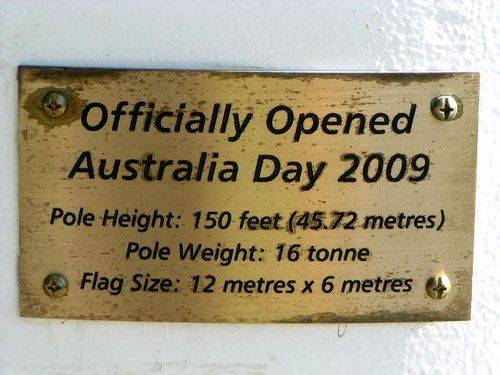 Officially Opened
Australia Day 2009
Pole Height: 150 feet (45.72 metres)
Pole Weight: 16 tonne
Flag Size: 12 metres x 6 metres